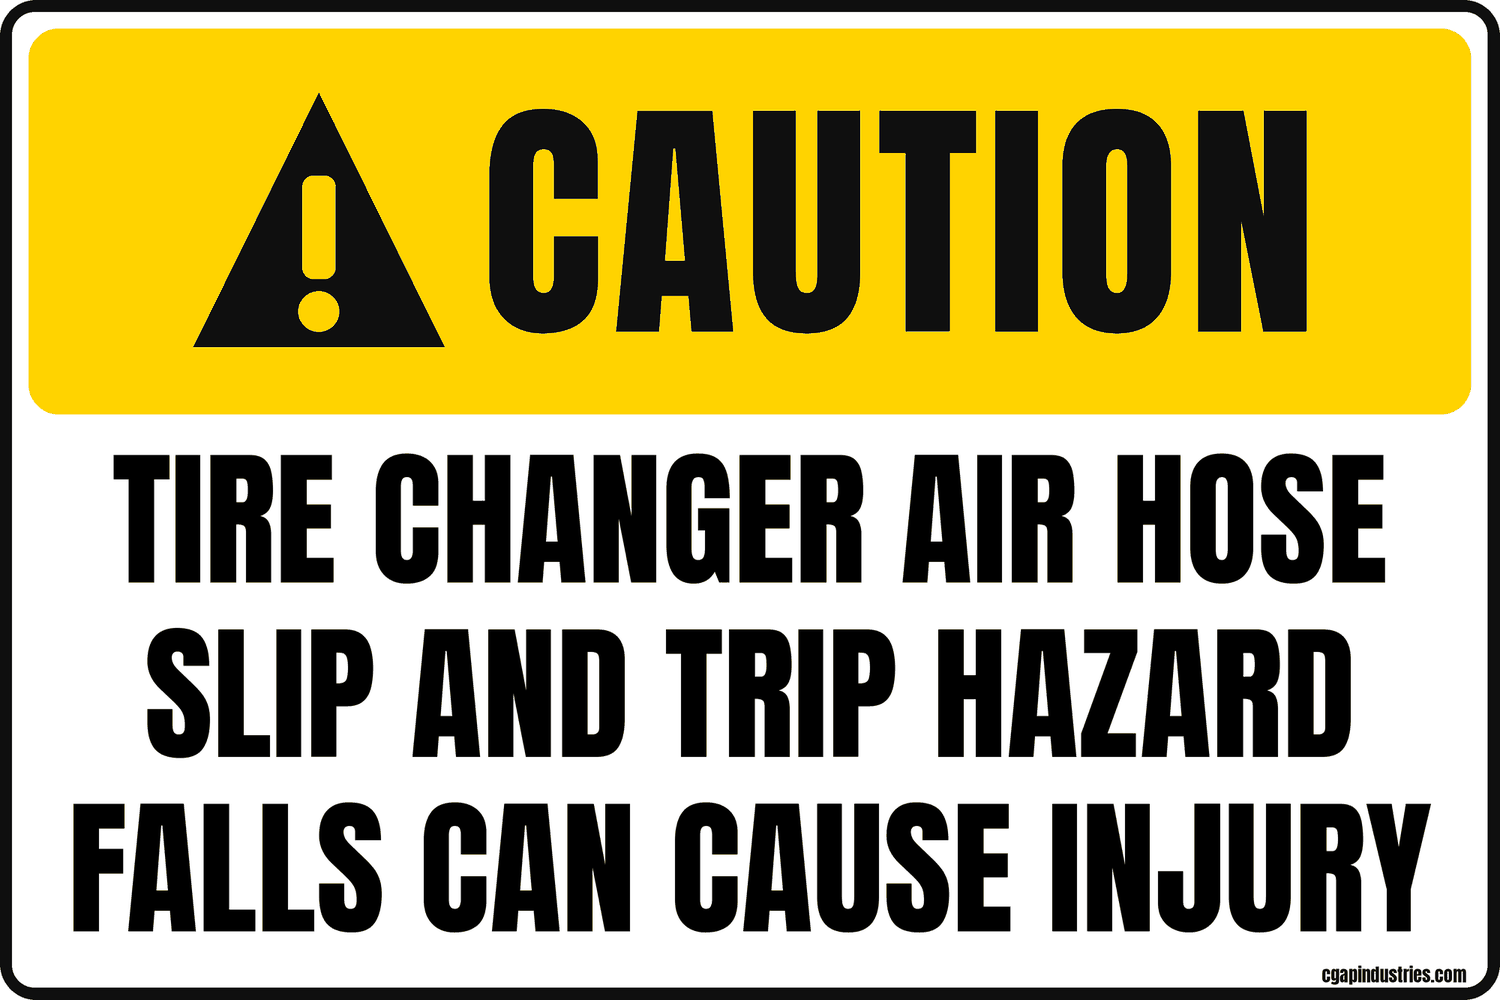 CAUTION
TIRE CHANGER AIR HOSE
SLIP AND TRIP HAZARD
FALLS CAN CAUSE INJURY
cgapindustries.com